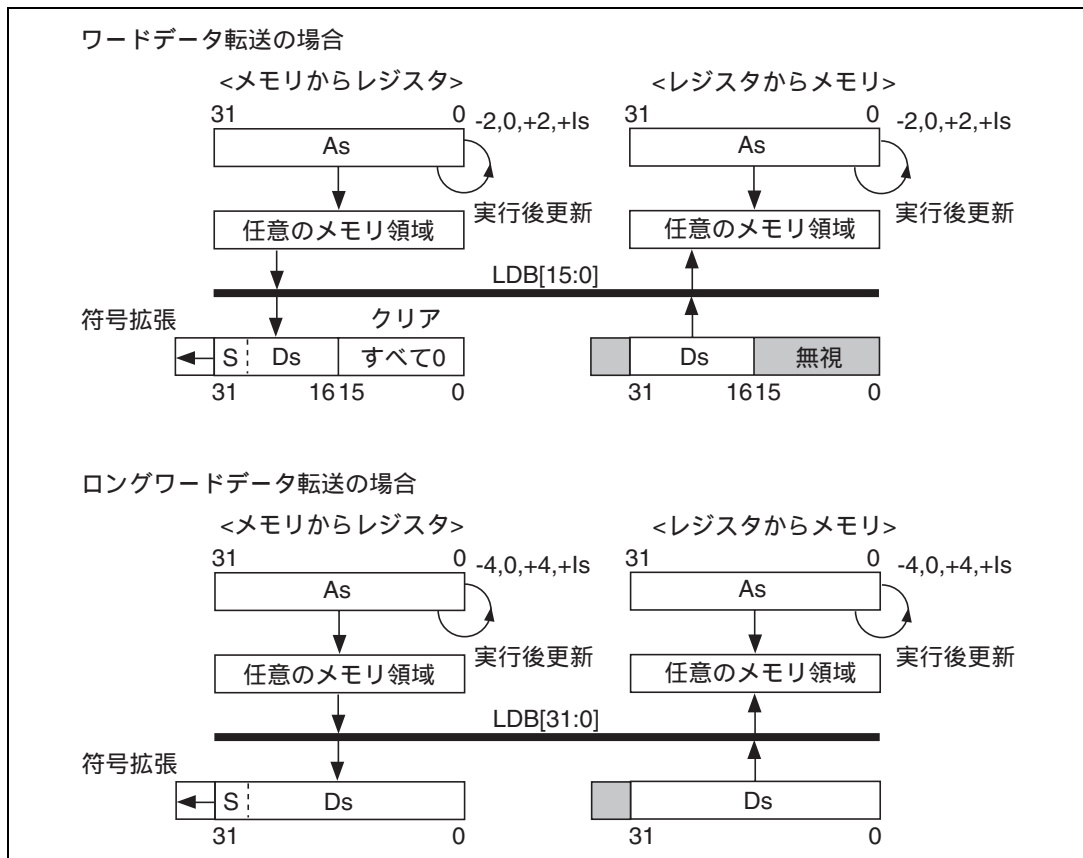 ワードデータ転送の場合
<メモリからレジスタ> <レジスタからメモリ>
31 0 -2,0,+2,+Is 31 0 -2,0,+2,+Is
As As
実行後更新 実行後更新
任意のメモリ領域 任意のメモリ領域
LDB[15:0]
符号拡張 クリア
S Ds すべて0 Ds 無視
31 16 15 0 31 16 15 0
ロングワードデータ転送の場合
<メモリからレジスタ> <レジスタからメモリ>
31 0 -4,0,+4,+Is 31 0 -4,0,+4,+Is
As As
実行後更新 実行後更新
任意のメモリ領域 任意のメモリ領域
LDB[31:0]
符号拡張
S Ds Ds
31 0 31 0